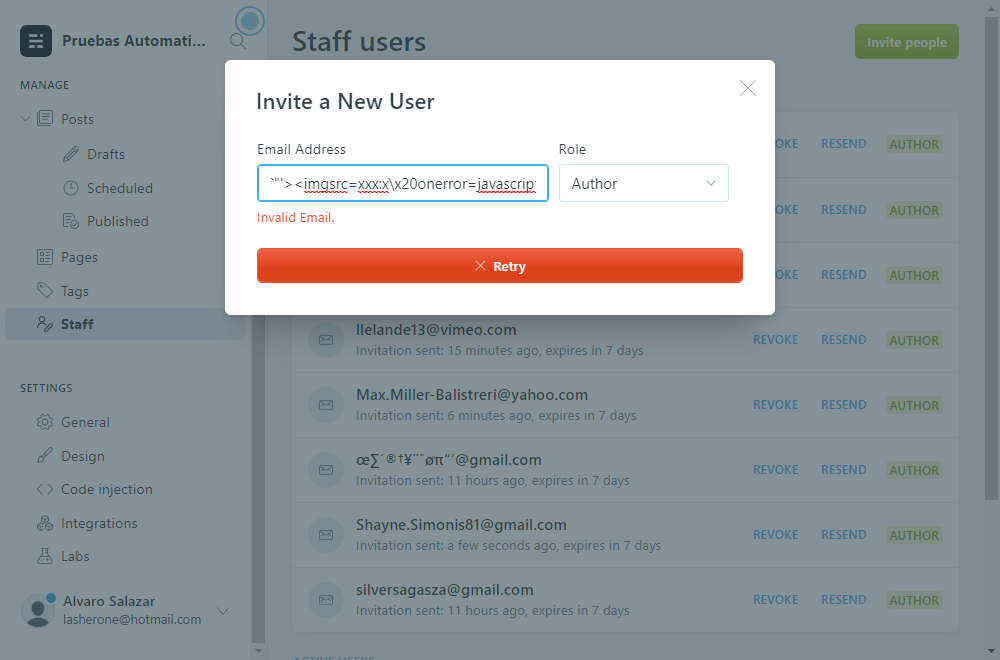 Pruebas Automati...
Staff users
Invite people
MANAGE
Posts
Drafts
Scheduled
Published
Pages
Tags
Staff
SETTINGS
General
Design
Code injection
Integrations
Labs
Alvaro Salazar
lasherone@hotmail.com
Invite a New User
Email Address
Role
`"'><imgsrc=xxx:x\x20onerror=javascrip
Author
Invalid Email.
Retry
OKE RESEND AUTHOR
OKE RESEND AUTHOR
OKE RESEND AUTHOR
llelande13@vimeo.com
Invitation sent: 15 minutes ago, expires in 7 days
REVOKE RESEND AUTHOR
Max.Miller-Balistreri@yahoo.com
Invitation sent: 6 minutes ago, expires in 7 days
REVOKE RESEND AUTHOR
œ∑´®†¥¨ˆøπ“‘@gmail.com
Invitation sent: 11 hours ago, expires in 7 days
REVOKE RESEND AUTHOR
Shayne.Simonis81@gmail.com
Invitation sent: a few seconds ago, expires in 7 days
REVOKE RESEND AUTHOR
silversagasza@gmail.com
Invitation sent: 11 hours ago, expires in 7 days
REVOKE RESEND AUTHOR
ACTIVE USERS